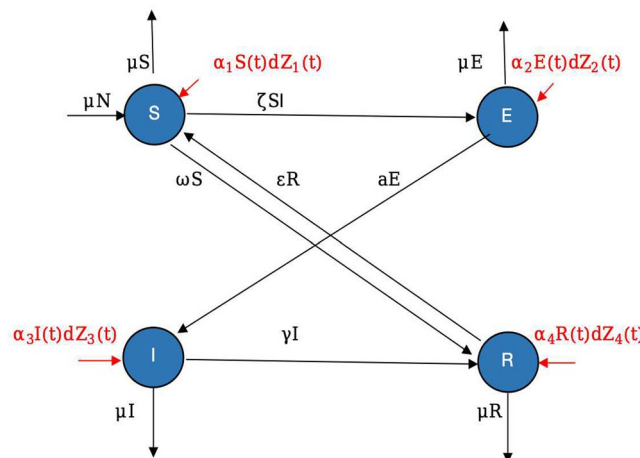 μS
α₁S(t)dZ₁(t)
μE
α₂E(t)dZ₂(t)
μN
S
ζSI
E
ωS
εR
aE
α₃I(t)dZ₃(t)
I
γI
R
α₄R(t)dZ₄(t)
μI
μR